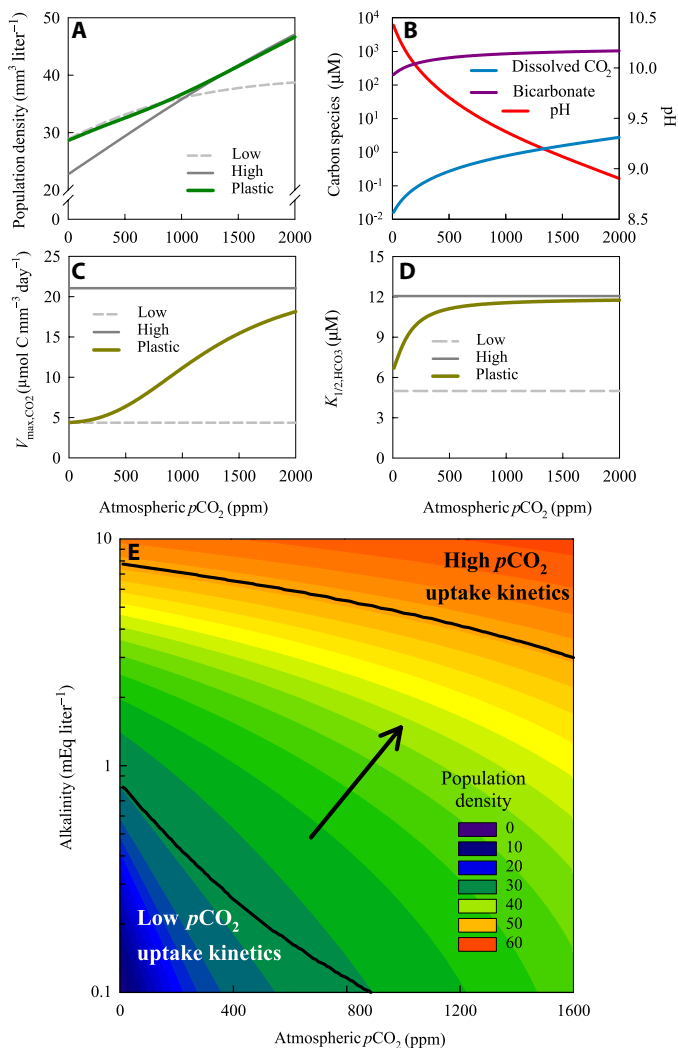 A
Population density (mm³ liter⁻¹)
50
40
30
20
0
Low
High
Plastic
0 500 1000 1500 2000
B
Carbon species (μM)
10⁴
10³
10²
10¹
10⁰
10⁻¹
10⁻²
Dissolved CO₂
Bicarbonate
pH
10.5
10.0
9.5
9.0
8.5
pH
0 500 1000 1500 2000
C
V_max,CO2 (μmol C mm⁻³ day⁻¹)
25
20
15
10
5
0
Low
High
Plastic
0 500 1000 1500 2000
Atmospheric pCO₂ (ppm)
D
K_1/2,HCO3 (μM)
15
12
9
6
3
0
Low
High
Plastic
0 500 1000 1500 2000
Atmospheric pCO₂ (ppm)
E
Alkalinity (mEq liter⁻¹)
10
1
0.1
High pCO₂
uptake kinetics
Low pCO₂
uptake kinetics
Population
density
0
10
20
30
40
50
60
0 400 800 1200 1600
Atmospheric pCO₂ (ppm)